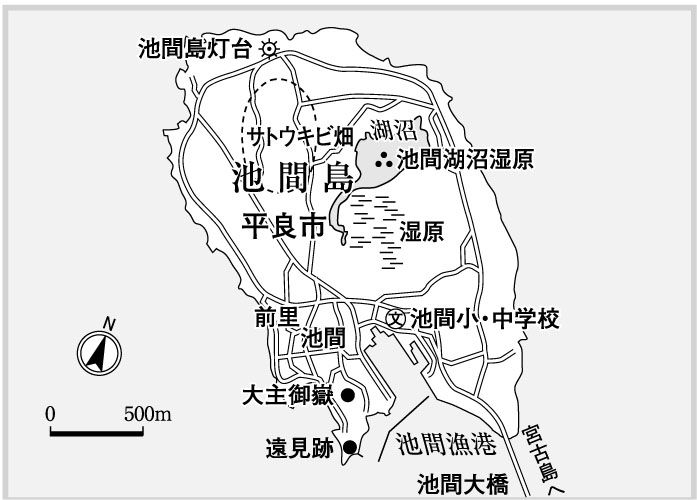 池間島灯台
サトウキビ畑
湖沼
池間湖沼湿原
池間島
平良市
湿原
前里
池間
文
池間小・中学校
大主御嶽
遠見跡
池間漁港
池間大橋
宮古島へ
N
0 500m